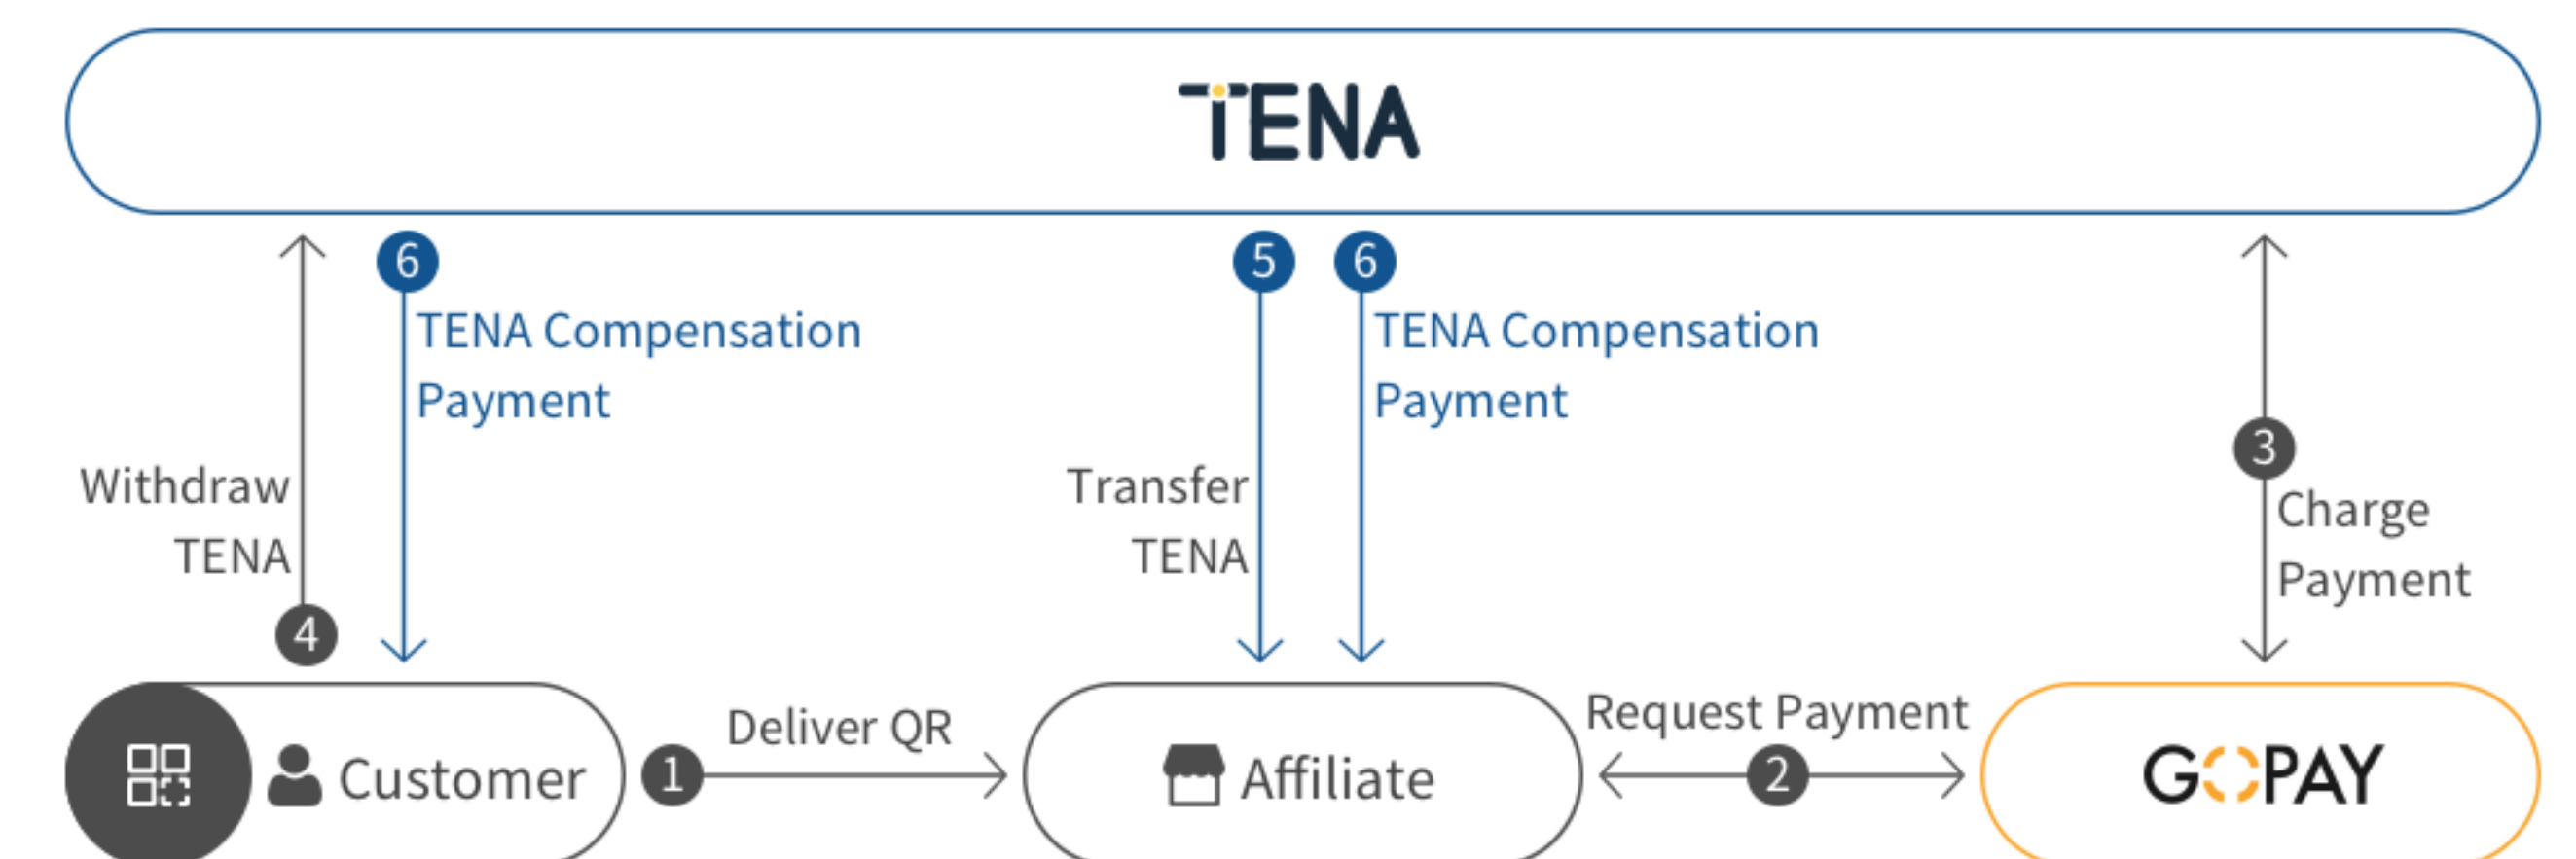 TENA
6
TENA Compensation
Payment
5
6
TENA Compensation
Payment
3
Charge
Payment
Withdraw
TENA
4
Transfer
TENA
Customer
1
Deliver QR
Affiliate
Request Payment
2
GOPAY